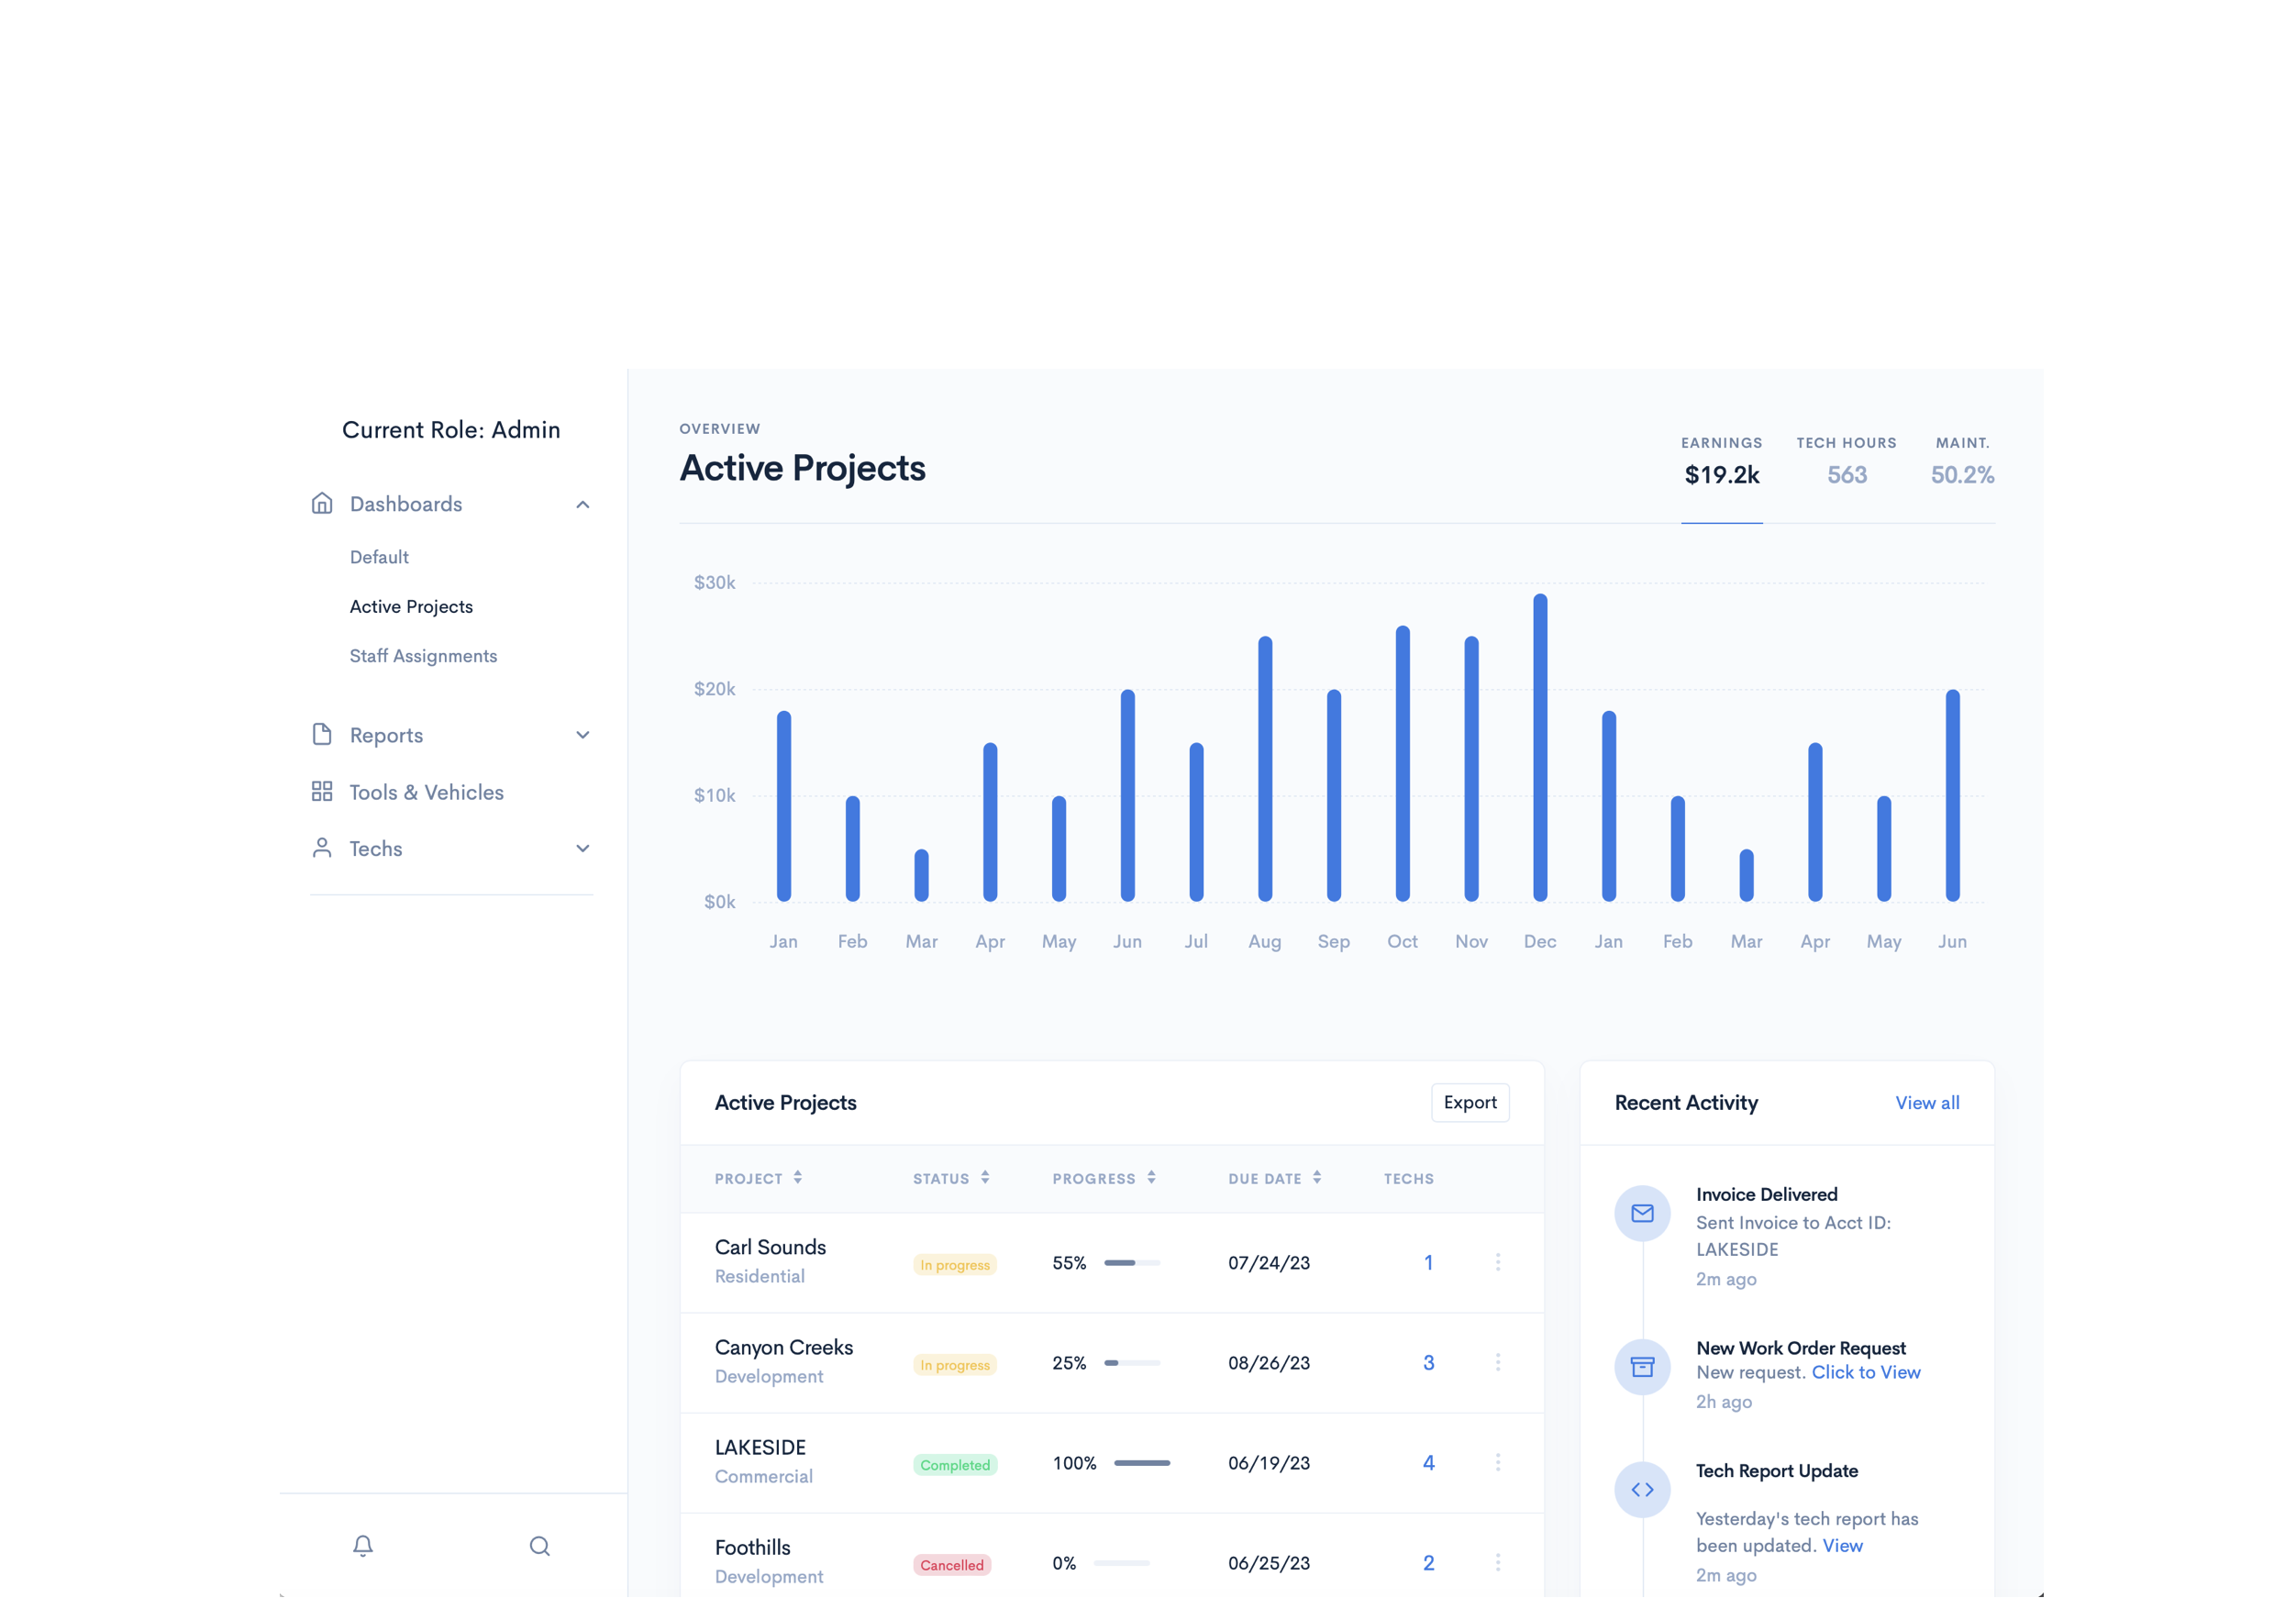 Current Role: Admin
Dashboards
Default
Active Projects
Staff Assignments
Reports
Tools & Vehicles
Techs
OVERVIEW
Active Projects
EARNINGS TECH HOURS MAINT.
$19.2k 563 50.2%
$30k
$20k
$10k
$0k
Jan Feb Mar Apr May Jun Jul Aug Sep Oct Nov Dec Jan Feb Mar Apr May Jun
Active Projects Export
PROJECT STATUS PROGRESS DUE DATE TECHS
Carl Sounds
Residential
In progress 55% 07/24/23 1
Canyon Creeks
Development
In progress 25% 08/26/23 3
LAKESIDE
Commercial
Completed 100% 06/19/23 4
Foothills
Development
Cancelled 0% 06/25/23 2
Recent Activity View all
Invoice Delivered
Sent Invoice to Acct ID:
LAKESIDE
2m ago
New Work Order Request
New request. Click to View
2h ago
Tech Report Update
Yesterday's tech report has
been updated. View
2m ago